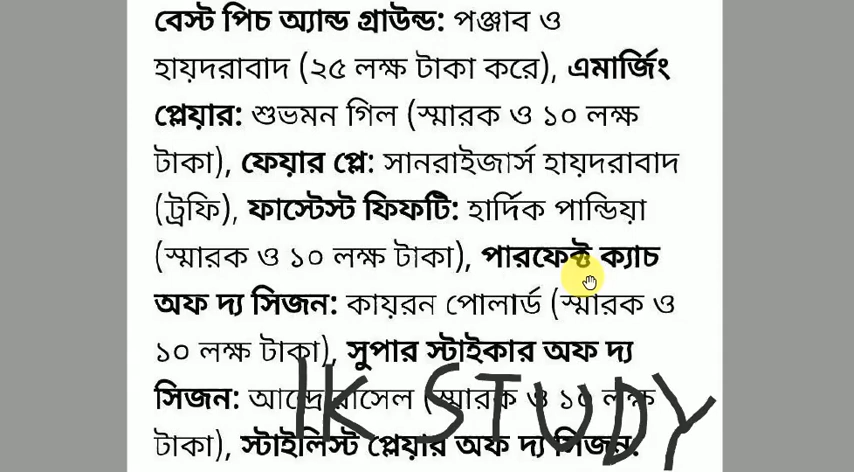 বেস্ট পিচ অ্যান্ড গ্রাউন্ড: পঞ্জাব ও
হায়দরাবাদ (২৫ লক্ষ টাকা করে), এমার্জিং
প্লেয়ার: শুভমন গিল (স্মারক ও ১০ লক্ষ
টাকা), ফেয়ার প্লে: সানরাইজার্স হায়দরাবাদ
(ট্রফি), ফাস্টেস্ট ফিফটি: হার্দিক পান্ডিয়া
(স্মারক ও ১০ লক্ষ টাকা), পারফেক্ট ক্যাচ
অফ দ্য সিজন: কায়রন পোলার্ড (স্মারক ও
১০ লক্ষ টাকা), সুপার স্টাইকার অফ দ্য
সিজন: আন্দ্রে রাসেল (স্মারক ও ১০ লক্ষ
টাকা), স্টাইলিস্ট প্লেয়ার অফ দ্য সিজন:
IK STUDY